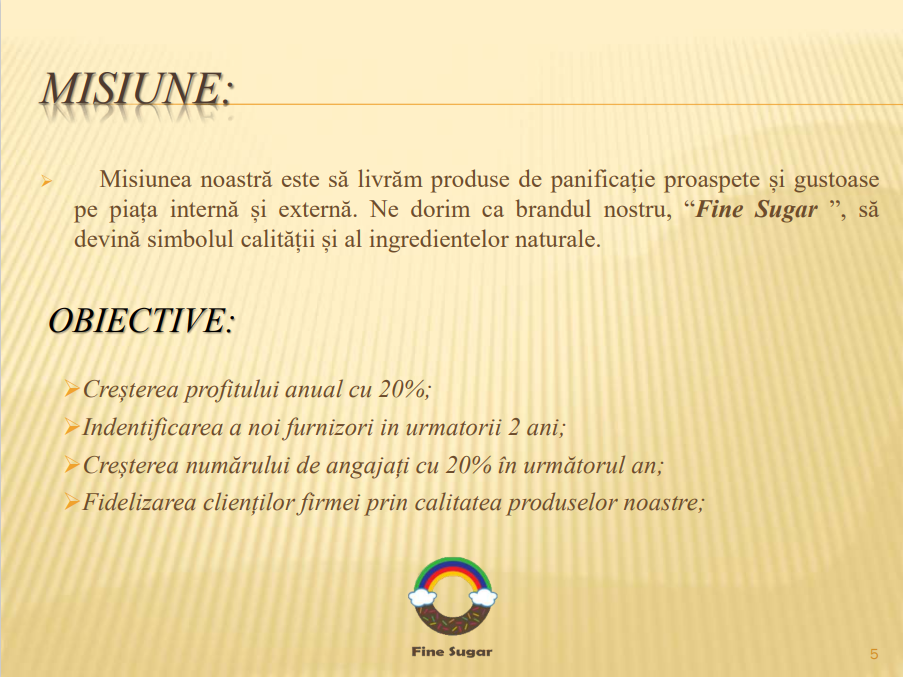 MISIUNE:
Misiunea noastră este să livrăm produse de panificație proaspete și gustoase
pe piața internă și externă. Ne dorim ca brandul nostru, “Fine Sugar ”, să
devină simbolul calității și al ingredientelor naturale.
OBIECTIVE:
Creșterea profitului anual cu 20%;
Indentificarea a noi furnizori in urmatorii 2 ani;
Creșterea numărului de angajați cu 20% în următorul an;
Fidelizarea clienților firmei prin calitatea produselor noastre;
Fine Sugar
5